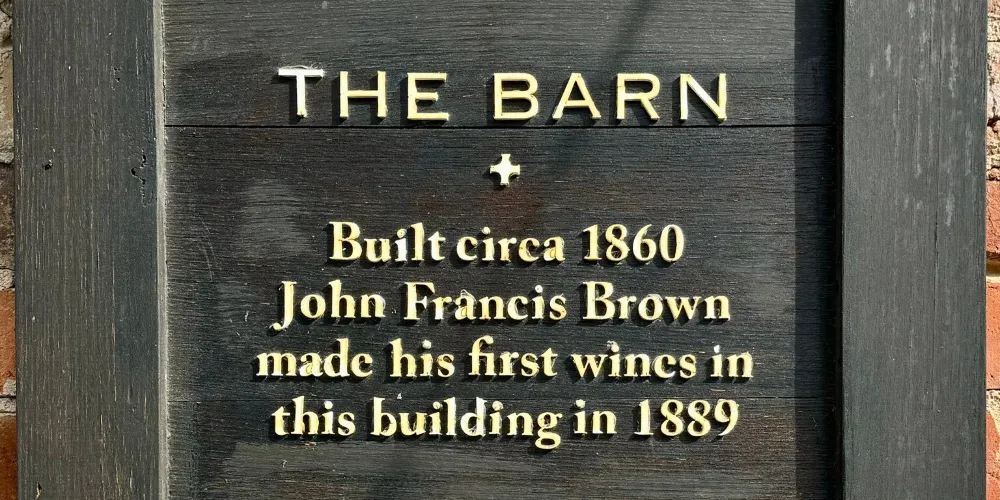 THE BARN
Built circa 1860
John Francis Brown
made his first wines in
this building in 1889